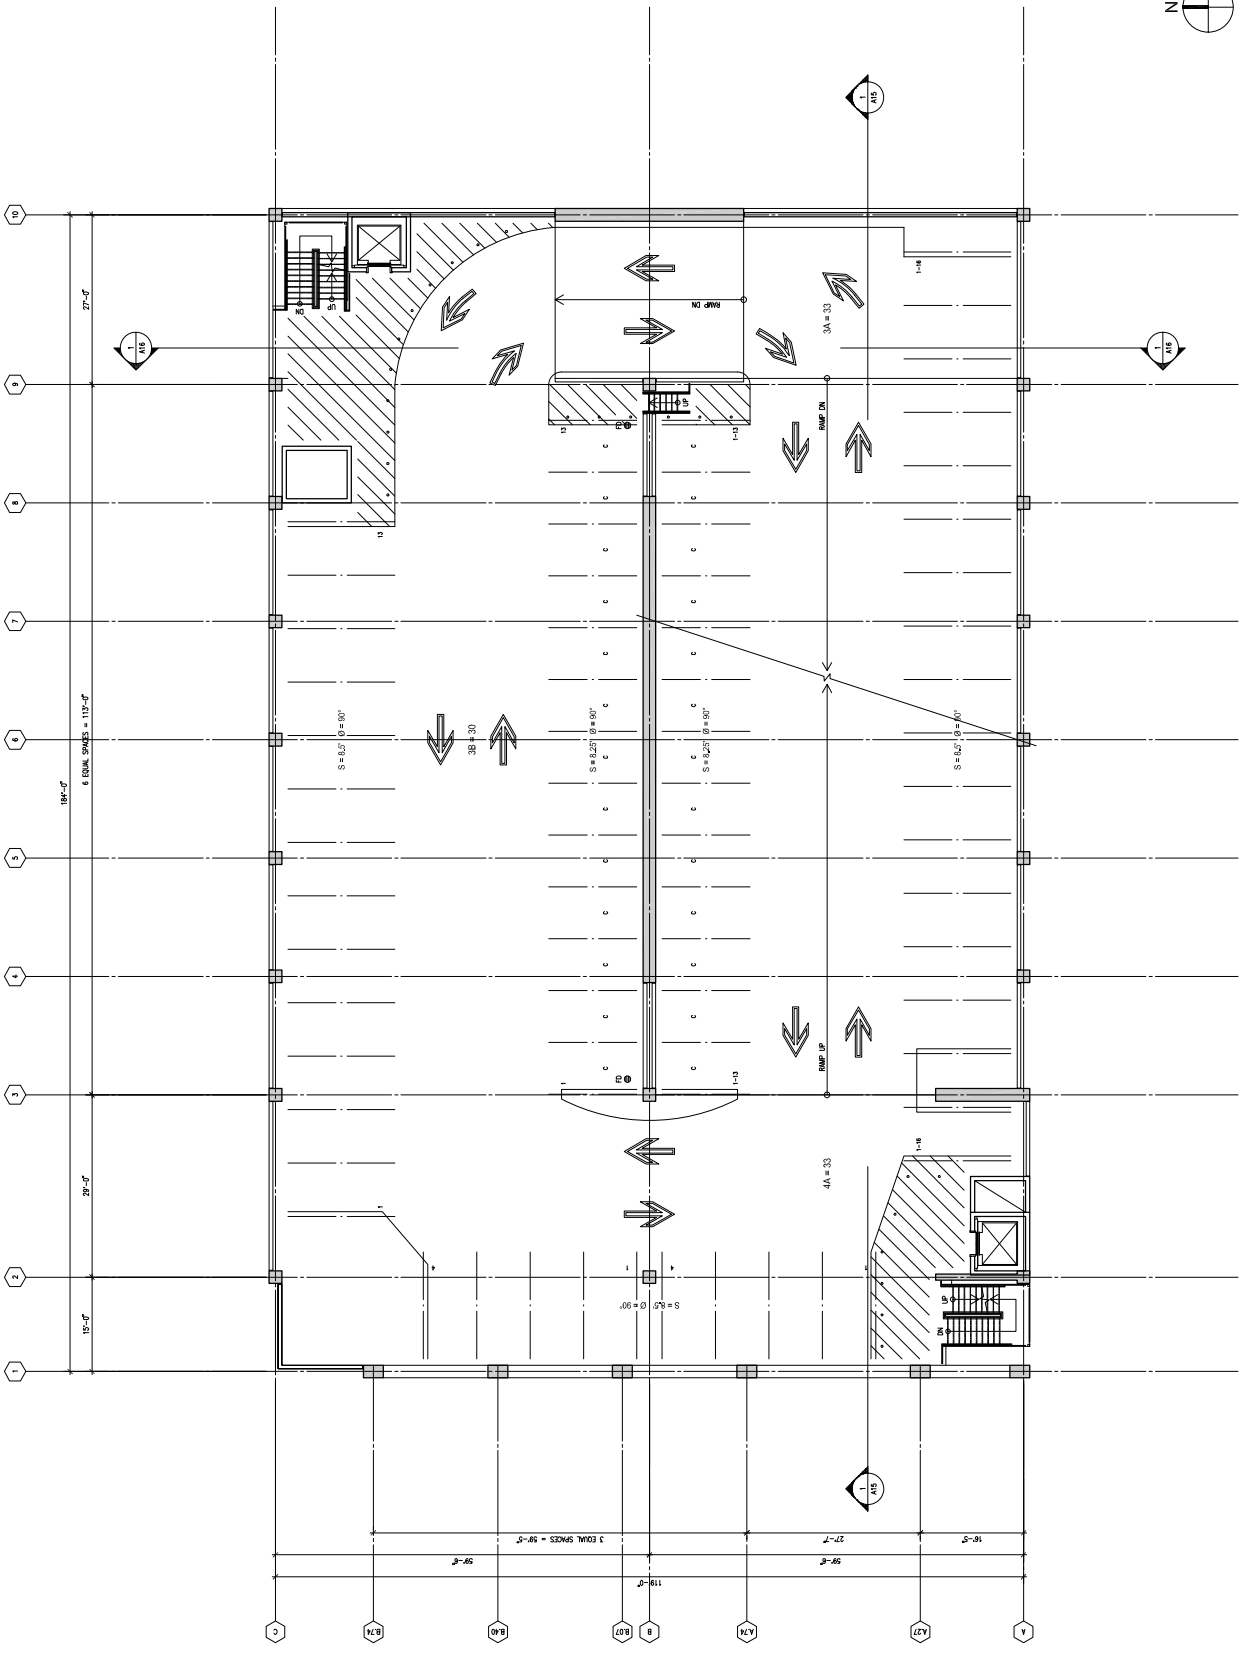 N
1
A15
10
27'-0"
DN
UP
RAMP DN
1-16
3A = 33
1
A16
1
A16
9
UP
RAMP DN
13
FD
1-13
C
C
8
C
C
13
C
C
7
C
C
C
C
184'-0"
6 EQUAL SPACES = 113'-0"
6
S = 8.5' Ø = 90°
3B = 30
C
C
S = 8.25' Ø = 90°
S = 8.25' Ø = 90°
S = 8.5' Ø = 90°
C
C
C
C
5
C
C
C
C
C
C
4
C
C
RAMP UP
C
C
FD
1
1-13
3
29'-0"
1-16
4A = 33
1
2
4
1
4
1
S = 8.5' Ø = 90°
UP
DN
15'-0"
1
1
A15
3 EQUAL SPACES = 59'-5"
27'-7"
16'-5"
59'-6"
59'-6"
119'-0"
C
B.74
B.40
B.07
B
A.74
A.27
A